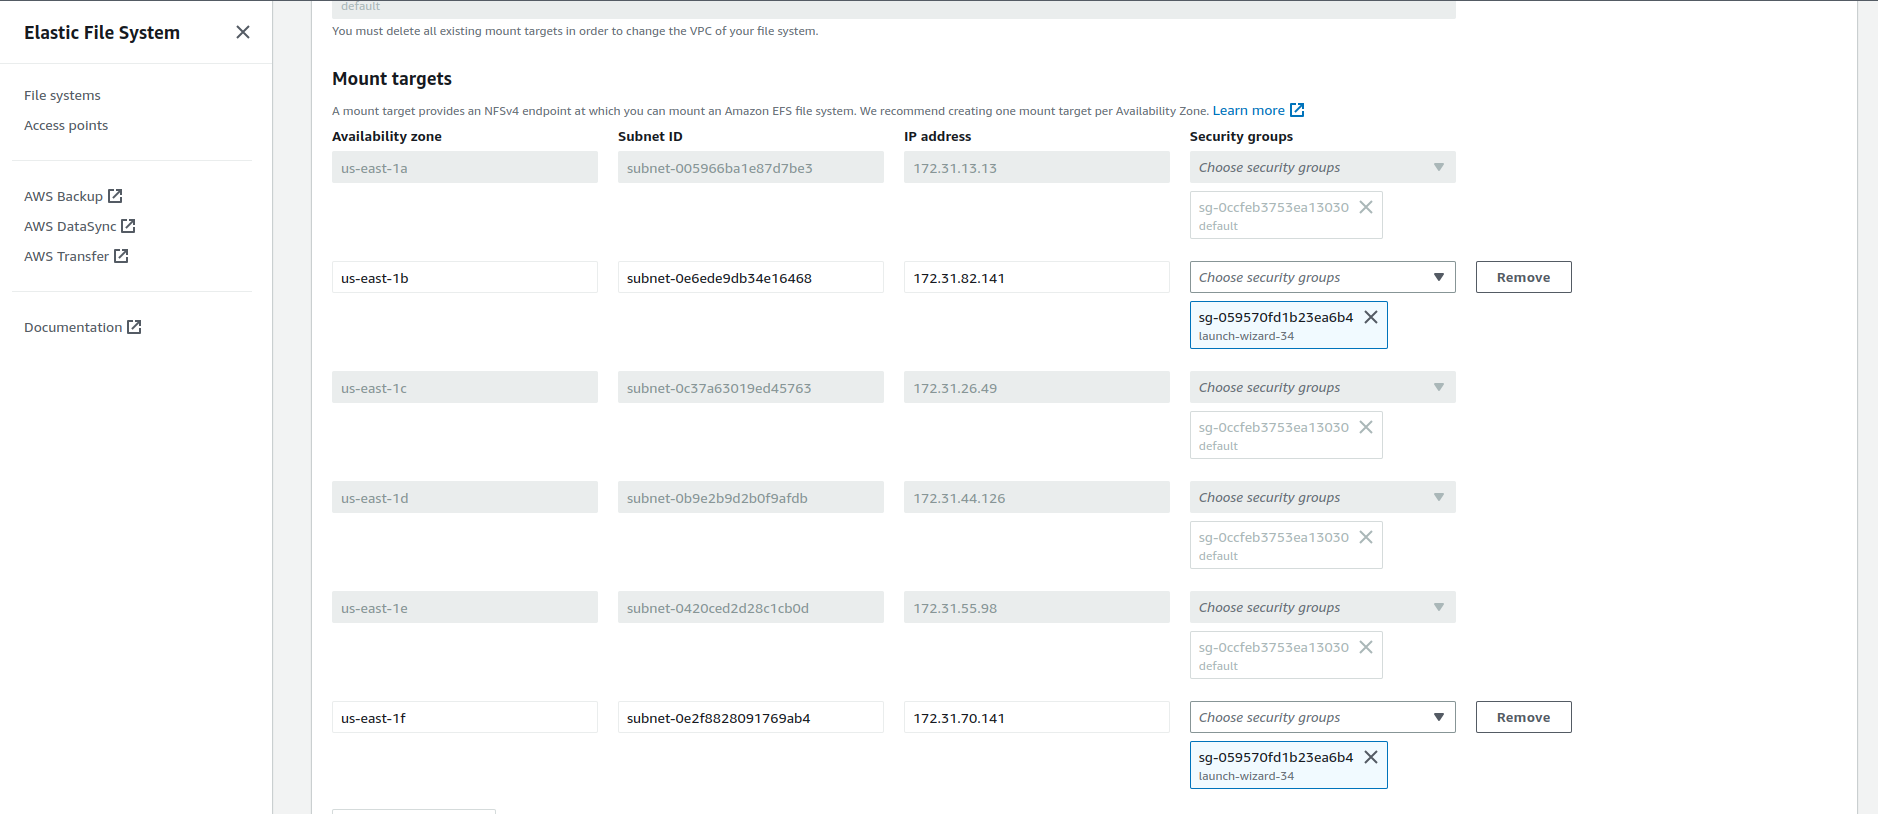 Elastic File System
File systems
Access points
AWS Backup
AWS DataSync
AWS Transfer
Documentation
default
You must delete all existing mount targets in order to change the VPC of your file system.
Mount targets
A mount target provides an NFSv4 endpoint at which you can mount an Amazon EFS file system. We recommend creating one mount target per Availability Zone. Learn more
Availability zone Subnet ID IP address Security groups
us-east-1a subnet-005966ba1e87d7be3 172.31.13.13 Choose security groups
sg-0ccfeb3753ea13030
default
us-east-1b subnet-0e6ede9db34e16468 172.31.82.141 Choose security groups Remove
sg-059570fd1b23ea6b4
launch-wizard-34
us-east-1c subnet-0c37a63019ed45763 172.31.26.49 Choose security groups
sg-0ccfeb3753ea13030
default
us-east-1d subnet-0b9e2b9d2b0f9afdb 172.31.44.126 Choose security groups
sg-0ccfeb3753ea13030
default
us-east-1e subnet-0420ced2d28c1cb0d 172.31.55.98 Choose security groups
sg-0ccfeb3753ea13030
default
us-east-1f subnet-0e2f8828091769ab4 172.31.70.141 Choose security groups Remove
sg-059570fd1b23ea6b4
launch-wizard-34